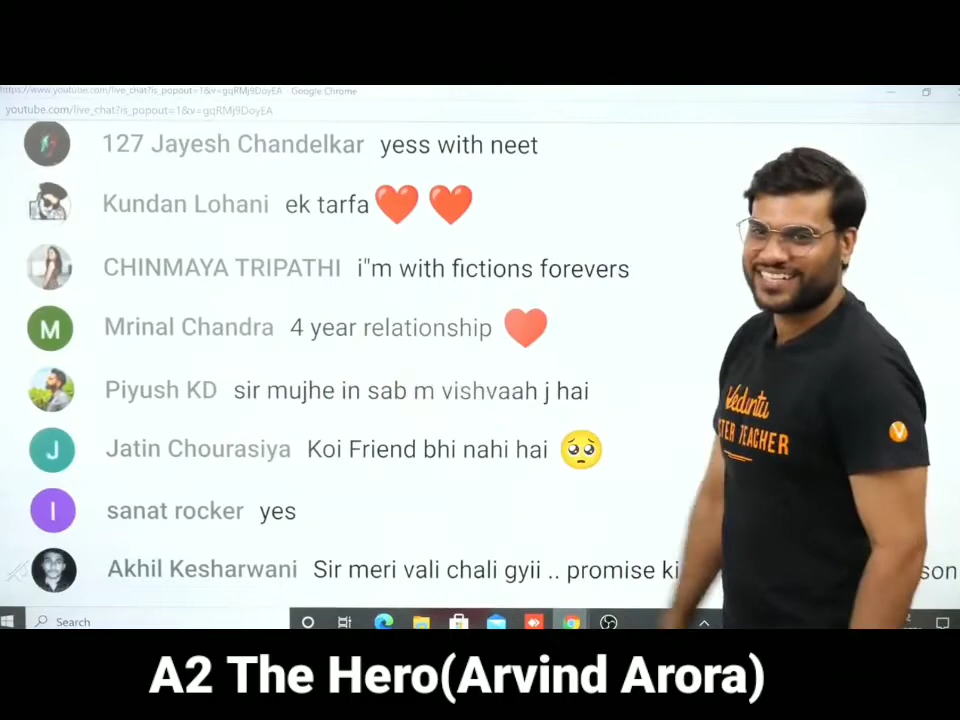 https://www.youtube.com/live_chat?is_popout=1&v=gqRMj9DoyEA - Google Chrome
youtube.com/live_chat?is_popout=1&v=gqRMj9DoyEA
127 Jayesh Chandelkar yess with neet
Kundan Lohani ek tarfa ❤️ ❤️
CHINMAYA TRIPATHI i"m with fictions forevers
M Mrinal Chandra 4 year relationship ❤️
Piyush KD sir mujhe in sab m vishvaah j hai
J Jatin Chourasiya Koi Friend bhi nahi hai 🥺
I sanat rocker yes
Akhil Kesharwani Sir meri vali chali gyii .. promise ki son
Vedantu
TER TEACHER
V
Search
A2 The Hero(Arvind Arora)